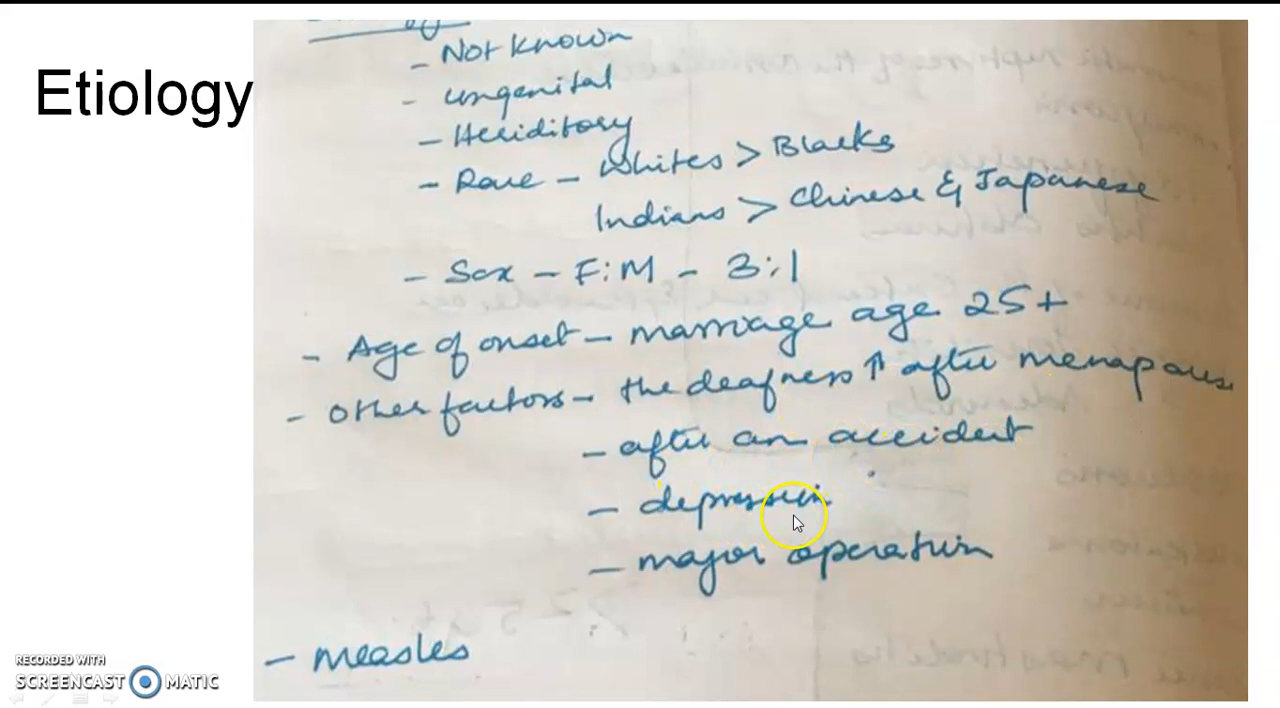 Etiology
- Not Known
- Congenital
- Heriditory
- Race - Whites > Blacks
Indians > Chinese & Japanese
- Sex - F:M - 3:1
- Age of onset - marriage age 25+
- Other factors - the deafness ↑ after menapause
- after an accident
- depression
- major operation
- Measles
RECORDED WITH
SCREENCAST MATIC